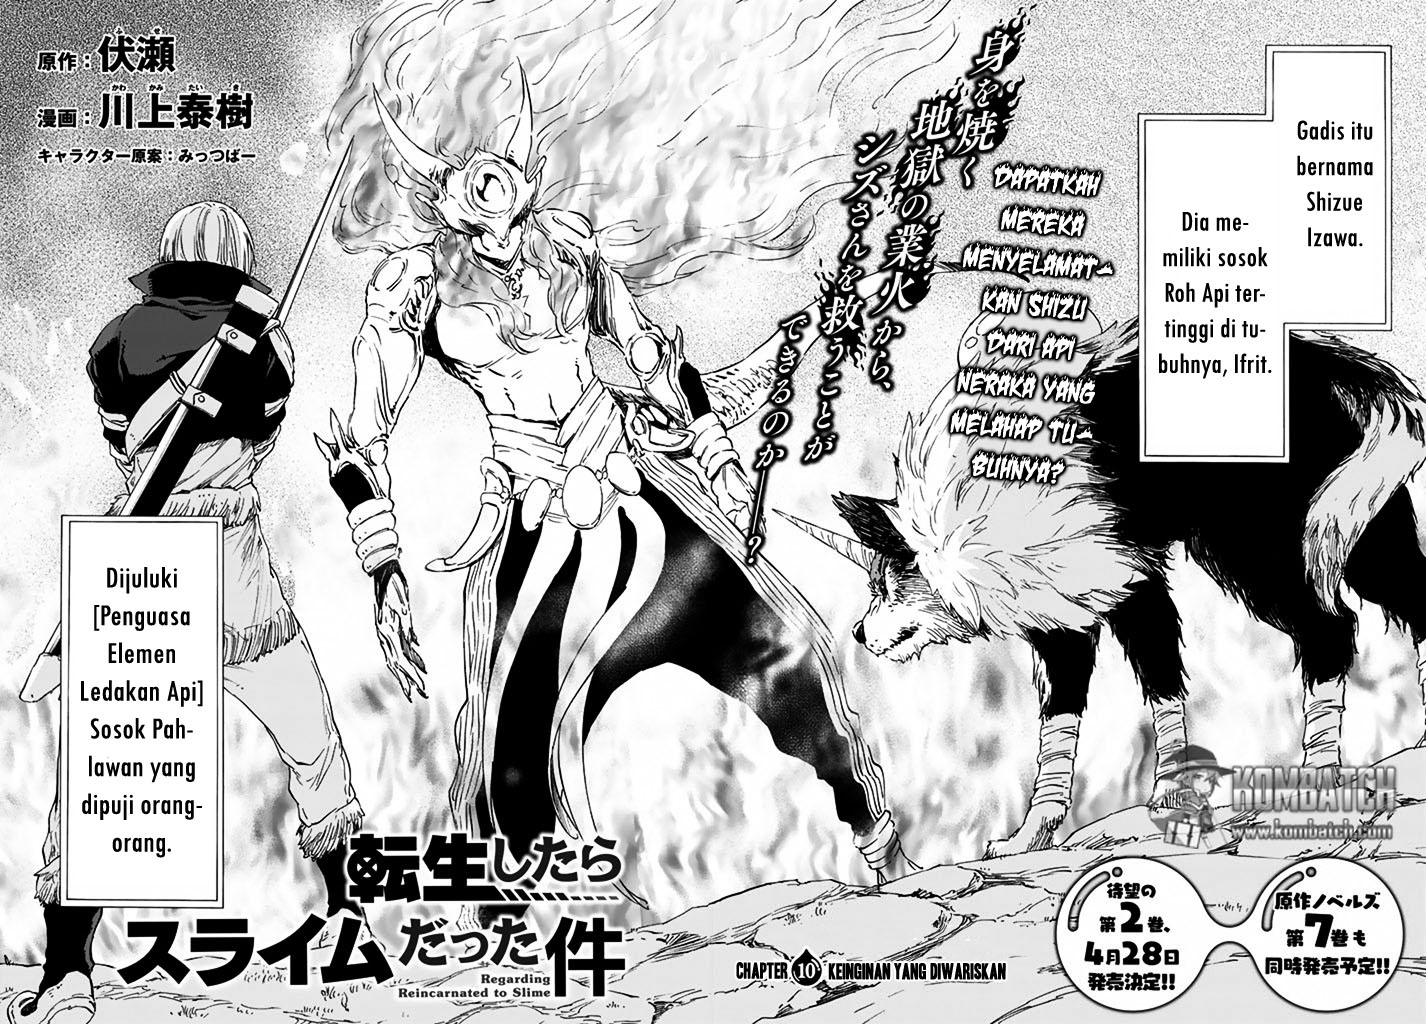 原作：伏瀬
漫画：川上泰樹
かわ かみ たい き
キャラクター原案：みっつばー
Gadis itu
bernama
Shizue
Izawa.
Dia me-
miliki sosok
Roh Api ter-
tinggi di tu-
buhnya, Ifrit.
身を焼く
地獄の業火から、
シズさんを救うことが
できるのか——？
DAPATKAH
MEREKA
MENYELAMAT-
KAN SHIZU
DARI API
NERAKA YANG
MELAHAP TU-
BUHNYA?
Dijuluki
[Penguasa
Elemen
Ledakan Api]
Sosok Pah-
lawan yang
dipuji orang-
orang.
転生したら
スライムだった件
Regarding
Reincarnated to Slime
CHAPTER 10 KEINGINAN YANG DIWARISKAN
KOMBATCH
www.kombatch.com
待望の
第2巻、
4月28日
発売決定!!
原作ノベルズ
第7巻も
同時発売予定!!